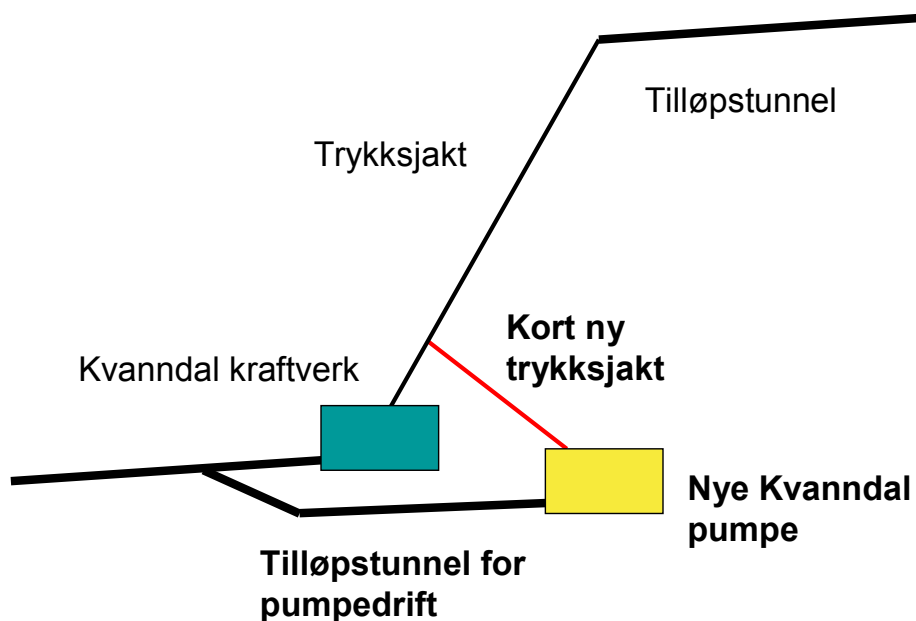 Tilløpstunnel
Trykksjakt
Kort ny
trykksjakt
Kvanndal kraftverk
Nye Kvanndal
pumpe
Tilløpstunnel for
pumpedrift